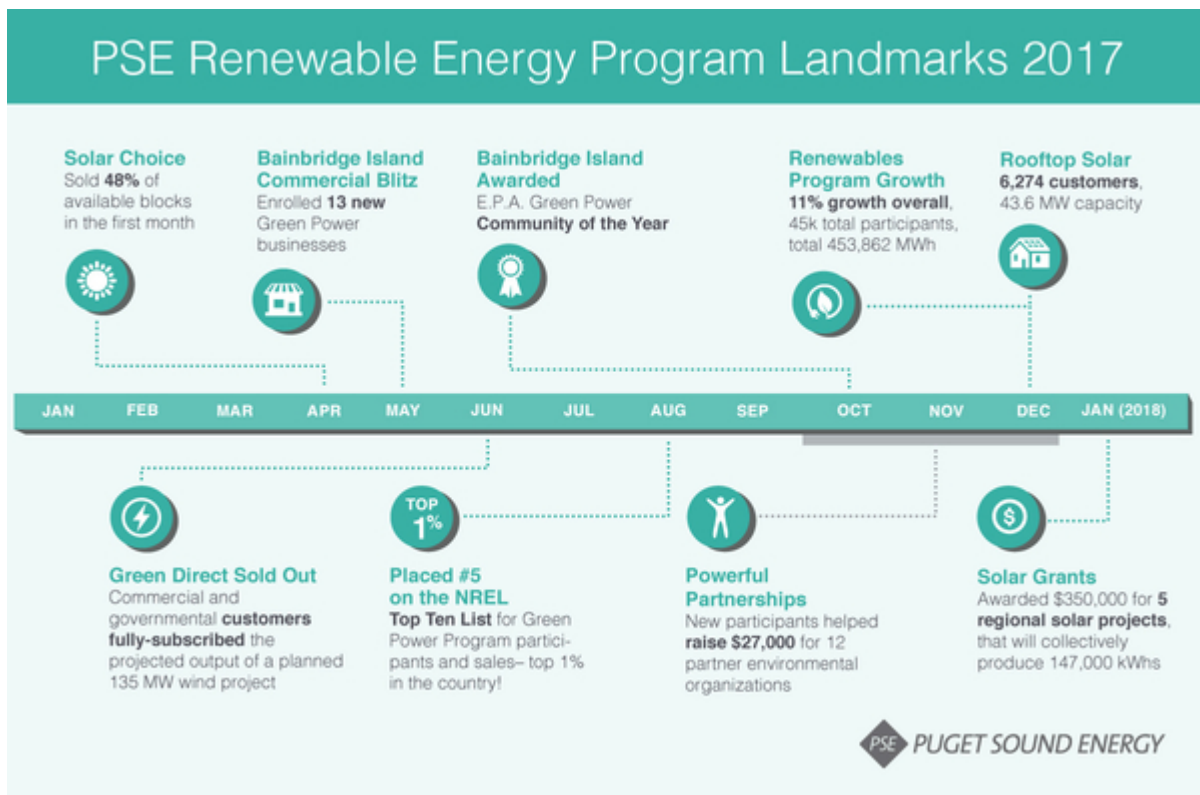 PSE Renewable Energy Program Landmarks 2017
Solar Choice
Sold 48% of
available blocks
in the first month
Bainbridge Island
Commercial Blitz
Enrolled 13 new
Green Power
businesses
Bainbridge Island
Awarded
E.P.A. Green Power
Community of the Year
Renewables
Program Growth
11% growth overall,
45k total participants,
total 453,862 MWh
Rooftop Solar
6,274 customers,
43.6 MW capacity
JAN FEB MAR APR MAY JUN JUL AUG SEP OCT NOV DEC JAN (2018)
Green Direct Sold Out
Commercial and
governmental customers
fully-subscribed the
projected output of a planned
135 MW wind project
TOP
1%
Placed #5
on the NREL
Top Ten List for Green
Power Program partici-
pants and sales– top 1%
in the country!
Powerful
Partnerships
New participants helped
raise $27,000 for 12
partner environmental
organizations
$
Solar Grants
Awarded $350,000 for 5
regional solar projects,
that will collectively
produce 147,000 kWhs
PSE PUGET SOUND ENERGY